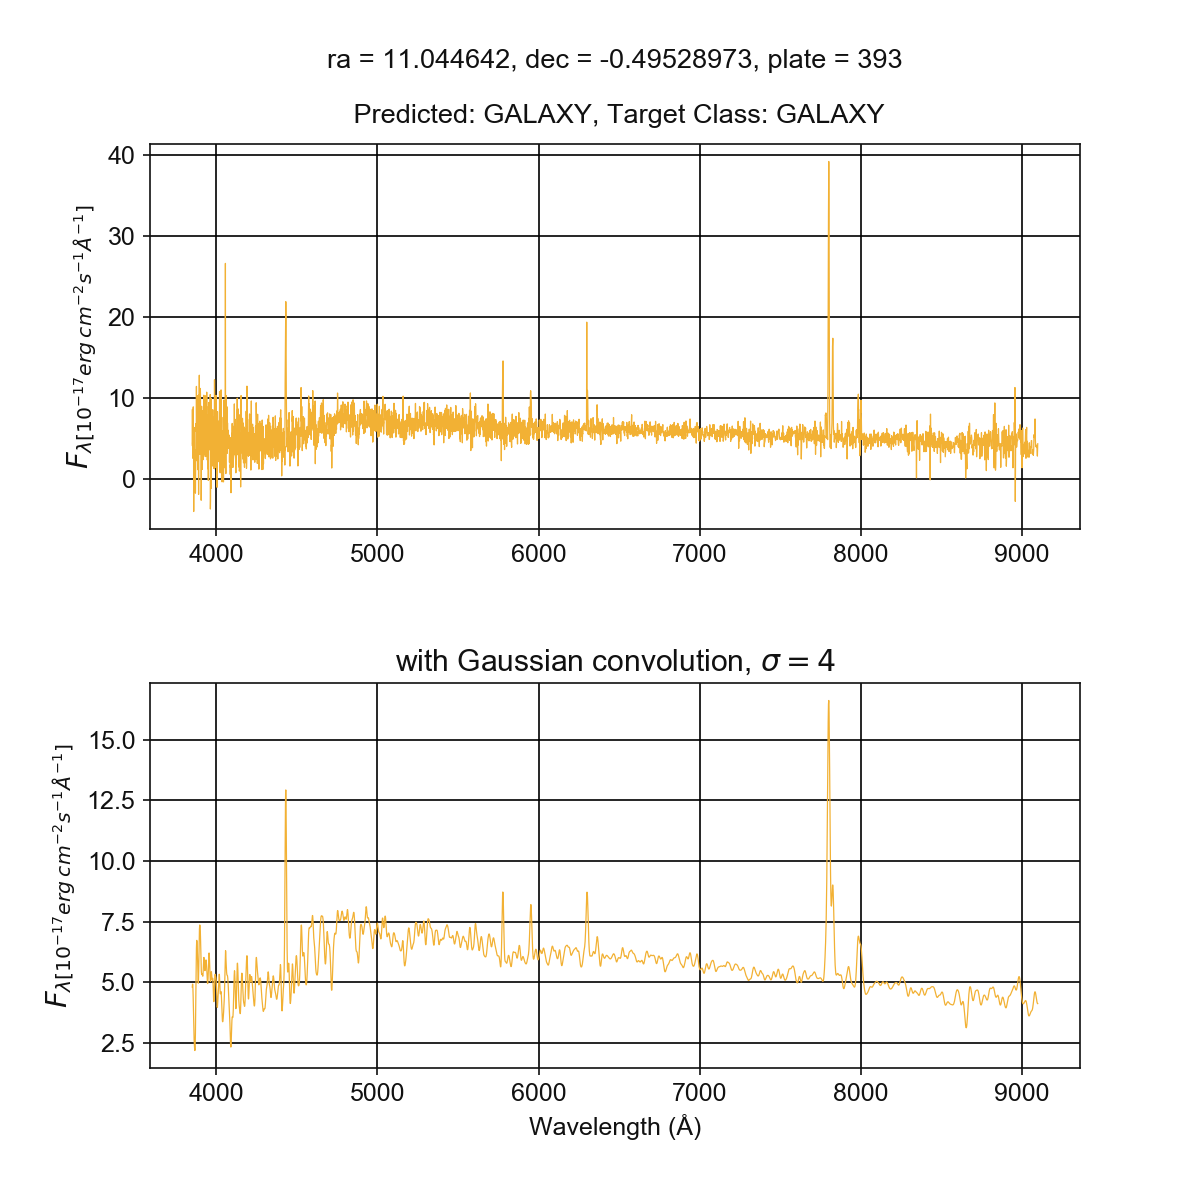 ra = 11.044642, dec = -0.49528973, plate = 393
Predicted: GALAXY, Target Class: GALAXY
40
30
20
10
0
F_λ[10^{-17} erg cm^{-2} s^{-1} Å^{-1}]
4000 5000 6000 7000 8000 9000
with Gaussian convolution, σ = 4
15.0
12.5
10.0
7.5
5.0
2.5
F_λ[10^{-17} erg cm^{-2} s^{-1} Å^{-1}]
4000 5000 6000 7000 8000 9000
Wavelength (Å)